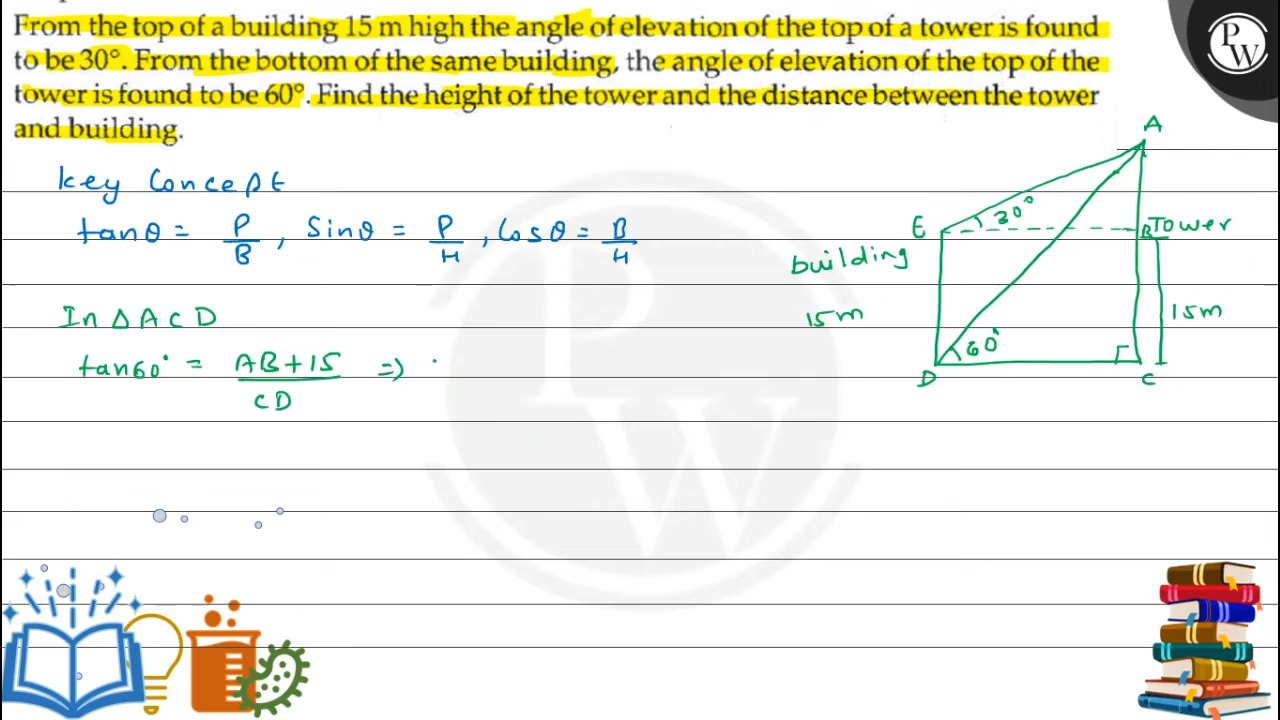 From the top of a building 15 m high the angle of elevation of the top of a tower is found
to be 30°. From the bottom of the same building, the angle of elevation of the top of the
tower is found to be 60°. Find the height of the tower and the distance between the tower
and building.
PW
key Concept
tanθ = P/B, Sinθ = P/H, Cosθ = B/H
In Δ A C D
tan60° = AB+15/CD ⇒
A
E
30°
B
Tower
building
15m
15m
60°
D
C
PW